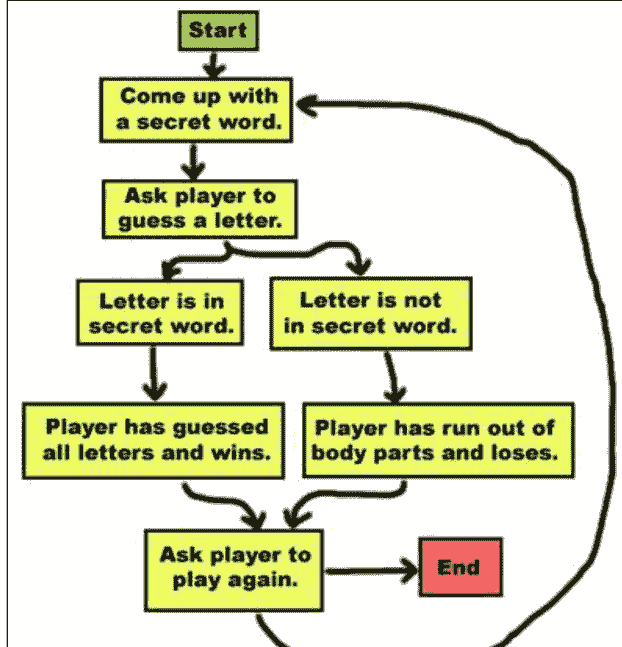 Start
Come up with
a secret word.
Ask player to
guess a letter.
Letter is in
secret word.
Letter is not
in secret word.
Player has guessed
all letters and wins.
Player has run out of
body parts and loses.
Ask player to
play again.
End